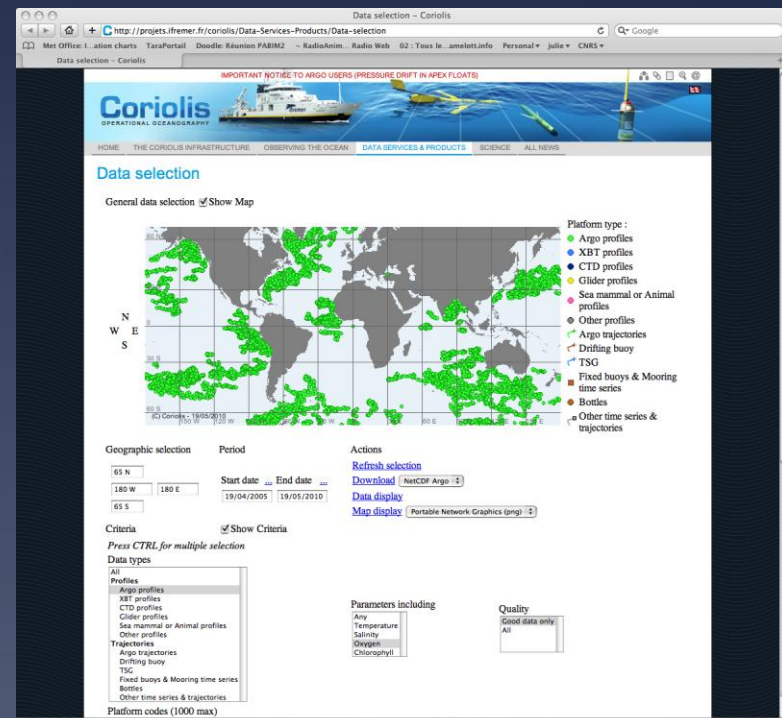 Data selection – Coriolis
http://projets.ifremer.fr/coriolis/Data-Services-Products/Data-selection
Google
Met Office: I...ation charts TaraPortail Doodle: Réunion PABIM2 ~ RadioAnim... Radio Web 02 : Tous le...amelott.info Personal julie CNRS
Data selection – Coriolis
IMPORTANT NOTICE TO ARGO USERS (PRESSURE DRIFT IN APEX FLOATS)
Coriolis
OPERATIONAL OCEANOGRAPHY
HOME THE CORIOLIS INFRASTRUCTURE OBSERVING THE OCEAN DATA SERVICES & PRODUCTS SCIENCE ALL NEWS
Data selection
General data selection Show Map
Platform type :
Argo profiles
XBT profiles
CTD profiles
Glider profiles
Sea mammal or Animal
profiles
Other profiles
Argo trajectories
Drifting buoy
TSG
Fixed buoys & Mooring
time series
Bottles
Other time series &
trajectories
N
W E
S
60 N
30 S
60 S
(C) Coriolis - 19/05/2010
150 W 120 W 60 E
Geographic selection Period Actions
65 N
180 W 180 E
65 S
Start date ... End date ...
19/04/2005 19/05/2010
Refresh selection
Download NetCDF Argo
Data display
Map display Portable Network Graphics (png)
Criteria Show Criteria
Press CTRL for multiple selection
Data types
All
Profiles
Argo profiles
XBT profiles
CTD profiles
Glider profiles
Sea mammal or Animal profiles
Other profiles
Trajectories
Argo trajectories
Drifting buoy
TSG
Fixed buoys & Mooring time series
Bottles
Other time series & trajectories
Parameters including
Any
Temperature
Salinity
Oxygen
Chlorophyll
Quality
Good data only
All
Platform codes (1000 max)